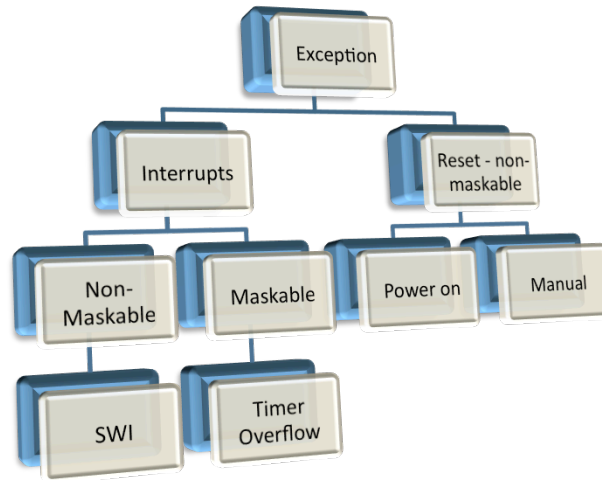 Exception
Interrupts
Reset - non-
maskable
Non-
Maskable
Maskable
Power on
Manual
SWI
Timer
Overflow